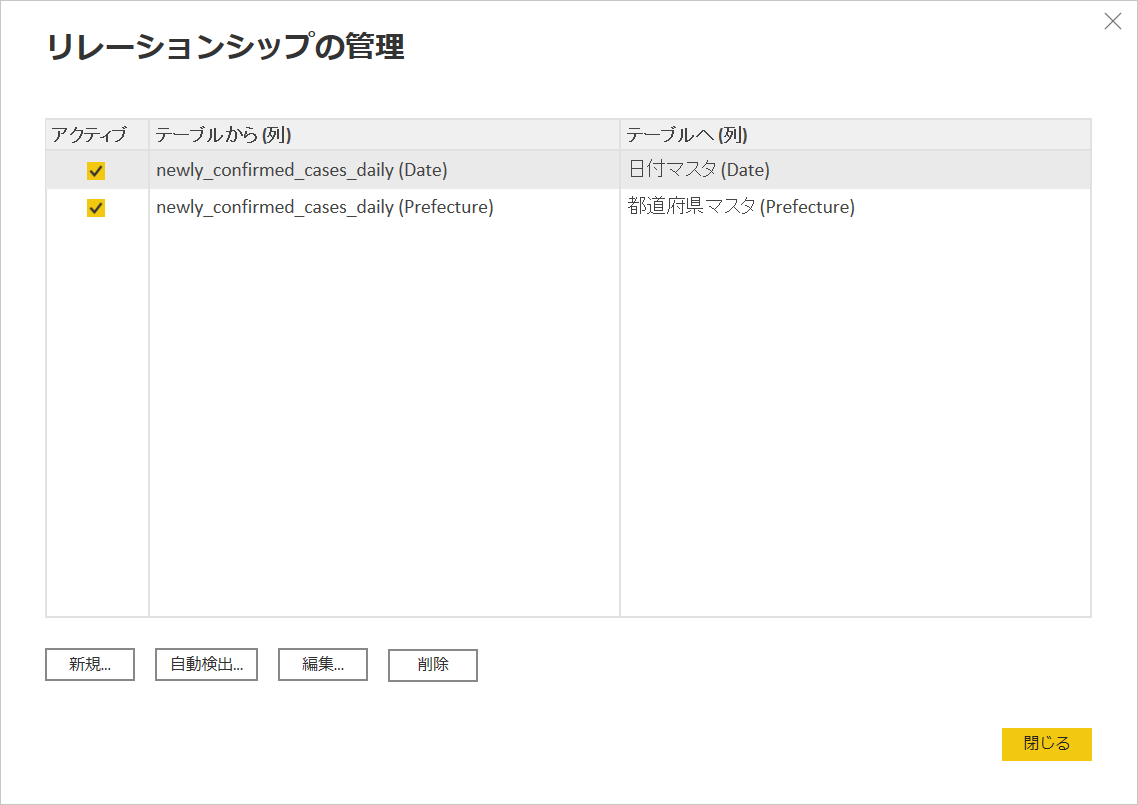 リレーションシップの管理
アクティブ テーブルから (列) テーブルへ (列)
newly_confirmed_cases_daily (Date) 日付マスタ (Date)
newly_confirmed_cases_daily (Prefecture) 都道府県マスタ (Prefecture)
新規... 自動検出... 編集... 削除
閉じる